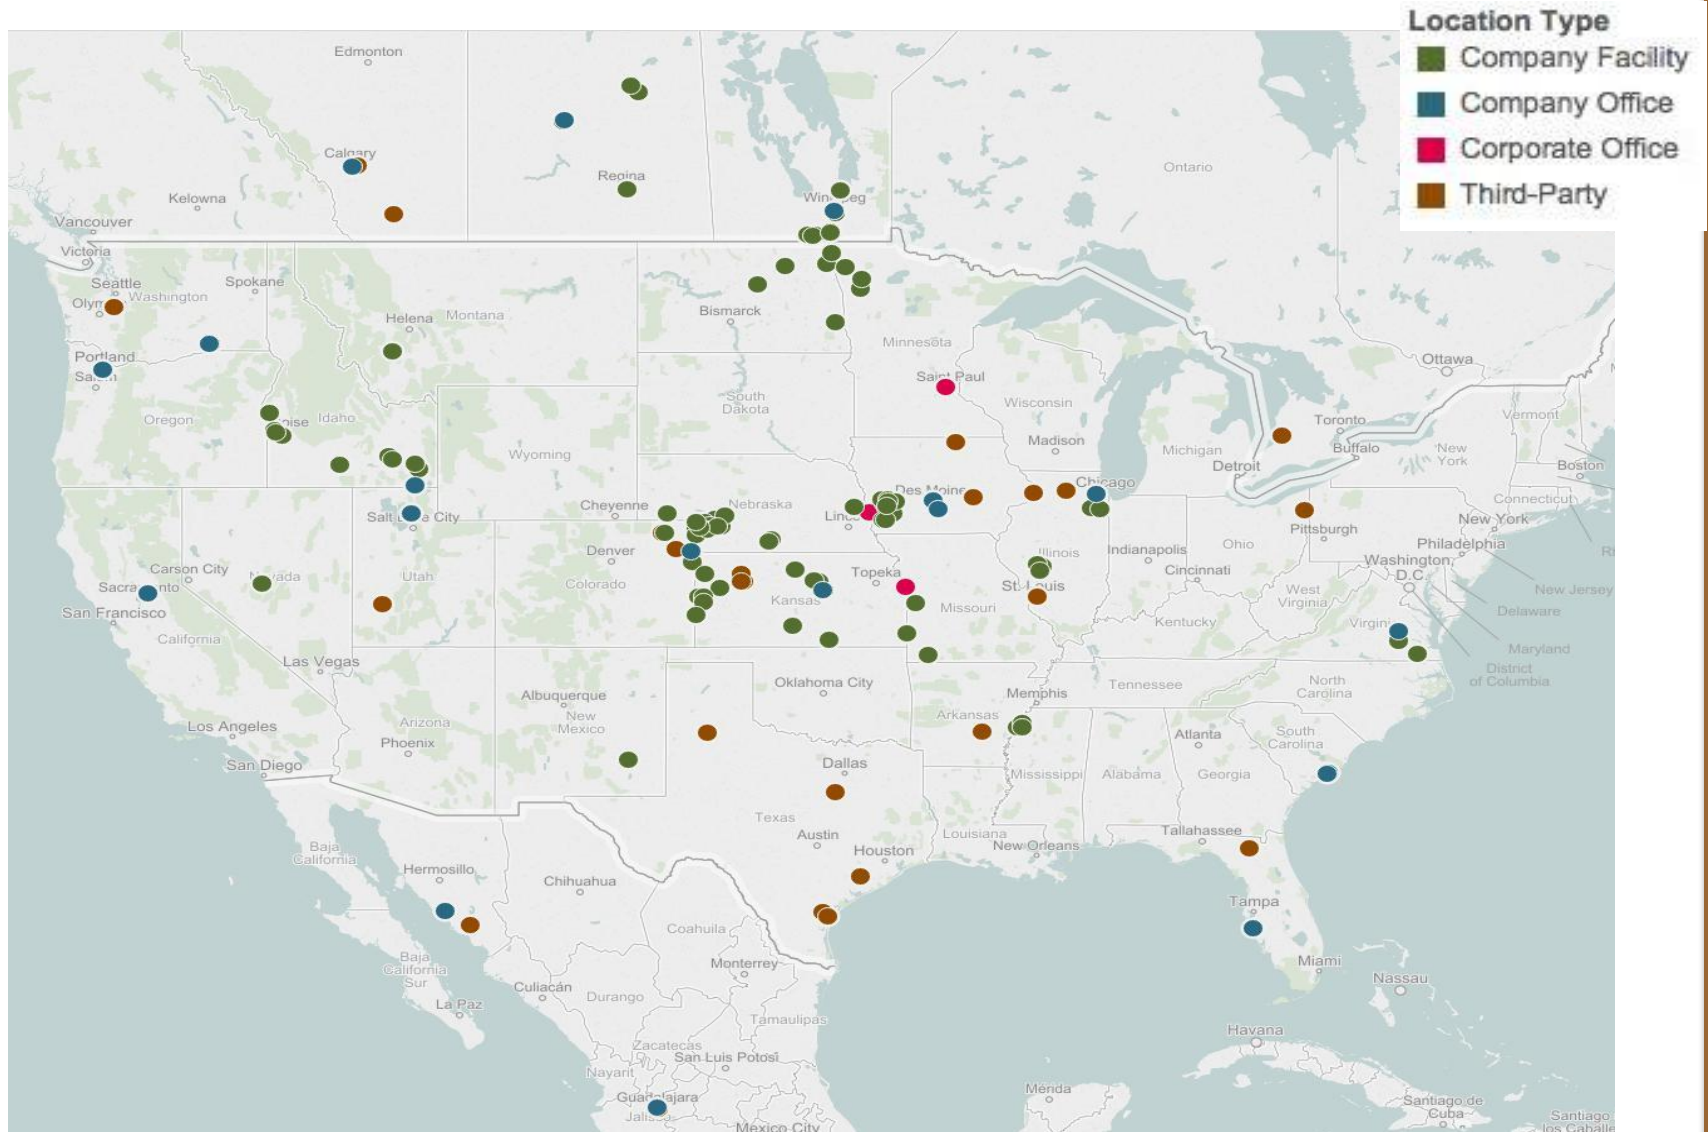 Location Type
Company Facility
Company Office
Corporate Office
Third-Party
Edmonton
Calgary
Regina
Ontario
Kelowna
Vancouver
Victoria
Seattle
Washington
Spokane
Helena
Montana
Bismarck
Minnesota
Ottawa
Portland
Saint Paul
South
Dakota
Wisconsin
Toronto
Vermont
Oregon
Idaho
Madison
Michigan
Buffalo
New
York
Wyoming
Detroit
Boston
Chicago
Cheyenne
Nebraska
Connecticut
New York
Pittsburgh
Denver
Illinois
Indianapolis
Ohio
Philadelphia
Carson City
Utah
Colorado
Topeka
Cincinnati
Washington,
D.C.
New Jersey
San Francisco
Kansas
Missouri
West
Virginia
Delaware
California
Kentucky
Maryland
Las Vegas
District
of Columbia
Albuquerque
New
Mexico
Oklahoma City
Memphis
Tennessee
North
Carolina
Los Angeles
Arizona
Phoenix
Arkansas
Atlanta
South
Carolina
San Diego
Dallas
Mississippi
Alabama
Georgia
Texas
Austin
Louisiana
Tallahassee
Houston
New Orleans
Baja
California
Hermosillo
Chihuahua
Tampa
Coahuila
Baja
California
Sur
Monterrey
Miami
Nassau
Culiacán
Durango
La Paz
Tamaulipas
Havana
Zacatecas
San Luis Potosí
Nayarit
Mérida
Santiago de
Cuba
Santiago
los Caballe
Mexico City